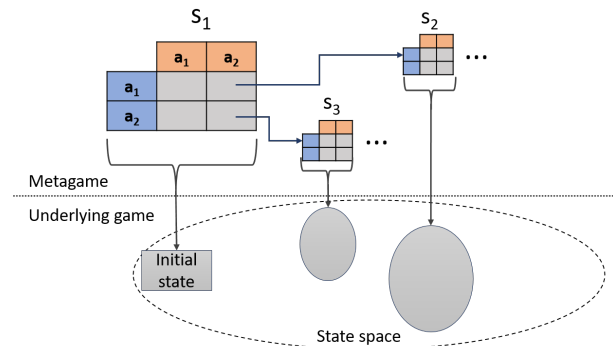 S1
S2
a1 a2
a1
...
a2
S3
...
Metagame
Underlying game
Initial
state
State space